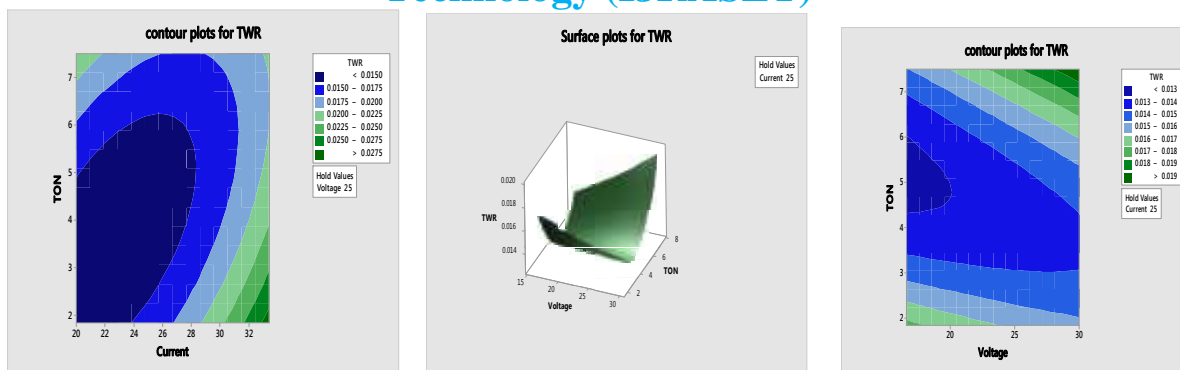 contour plots for TWR
TWR
< 0.0150
0.0150 – 0.0175
0.0175 – 0.0200
0.0200 – 0.0225
0.0225 – 0.0250
0.0250 – 0.0275
> 0.0275
Hold Values
Voltage 25
7
6
5
4
3
2
TON
20 22 24 26 28 30 32
Current
Surface plots for TWR
Hold Values
Current 25
0.020
0.018
0.016
0.014
TWR
15 20 25 30
Voltage
2 4 6 8
TON
contour plots for TWR
TWR
< 0.013
0.013 – 0.014
0.014 – 0.015
0.015 – 0.016
0.016 – 0.017
0.017 – 0.018
0.018 – 0.019
> 0.019
Hold Values
Current 25
7
6
5
4
3
2
TON
20 25 30
Voltage